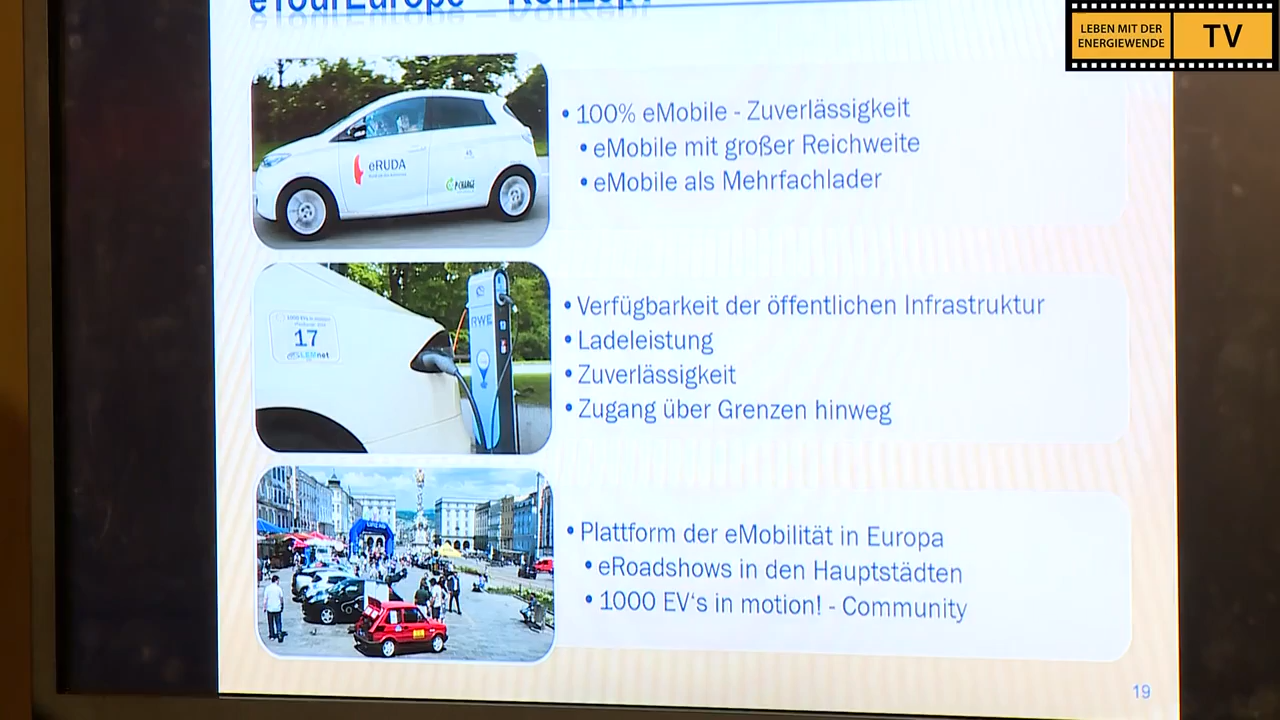 eTourEurope - Konzept
LEBEN MIT DER
ENERGIEWENDE
TV
eRUDA
• 100% eMobile - Zuverlässigkeit
• eMobile mit großer Reichweite
• eMobile als Mehrfachlader
17
RWE
• Verfügbarkeit der öffentlichen Infrastruktur
• Ladeleistung
• Zuverlässigkeit
• Zugang über Grenzen hinweg
• Plattform der eMobilität in Europa
• eRoadshows in den Hauptstädten
• 1000 EV's in motion! - Community
19